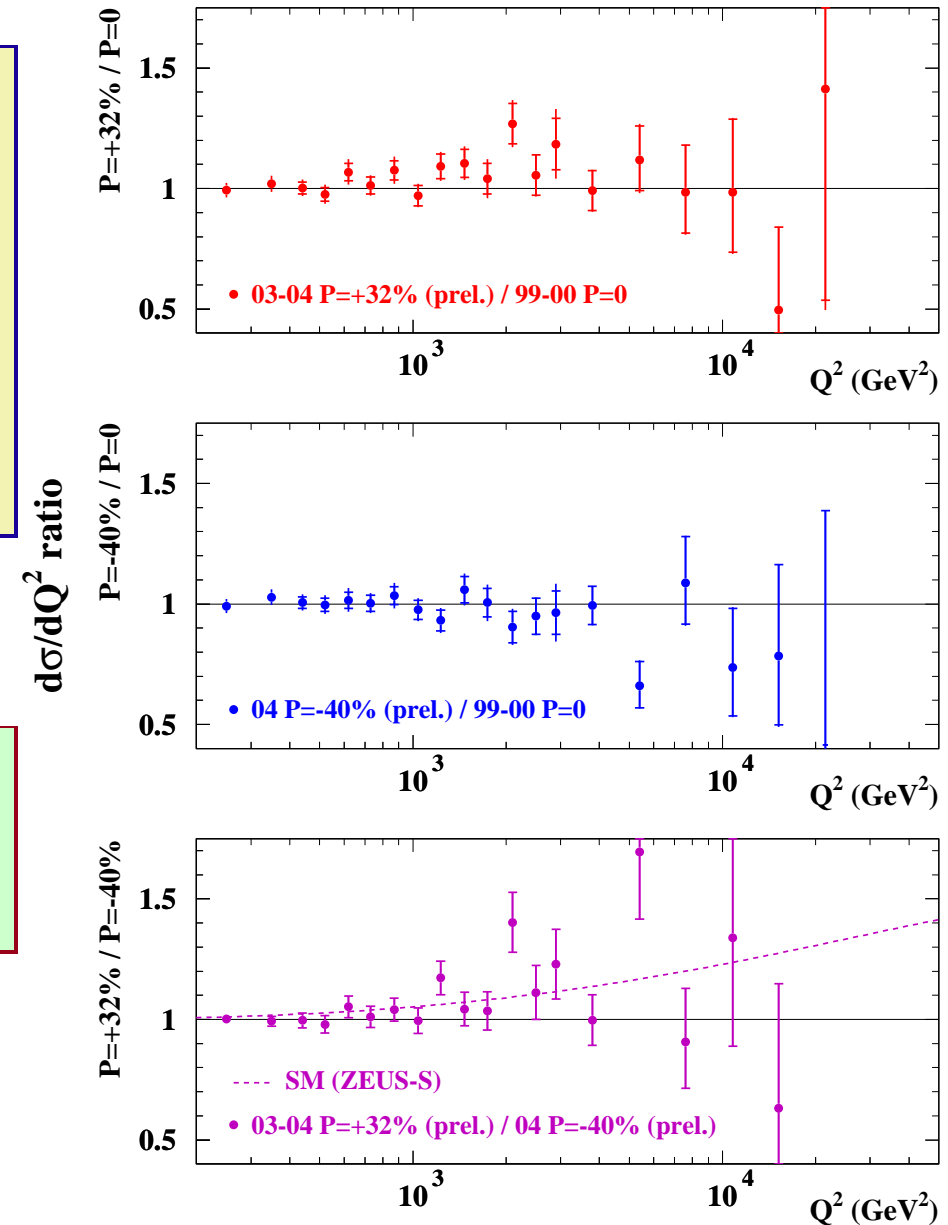 dσ/dQ² ratio
P=+32% / P=0
1.5
1
0.5
03-04 P=+32% (prel.) / 99-00 P=0
10³
10⁴
Q² (GeV²)
P=-40% / P=0
1.5
1
0.5
04 P=-40% (prel.) / 99-00 P=0
10³
10⁴
Q² (GeV²)
P=+32% / P=-40%
1.5
1
0.5
SM (ZEUS-S)
03-04 P=+32% (prel.) / 04 P=-40% (prel.)
10³
10⁴
Q² (GeV²)